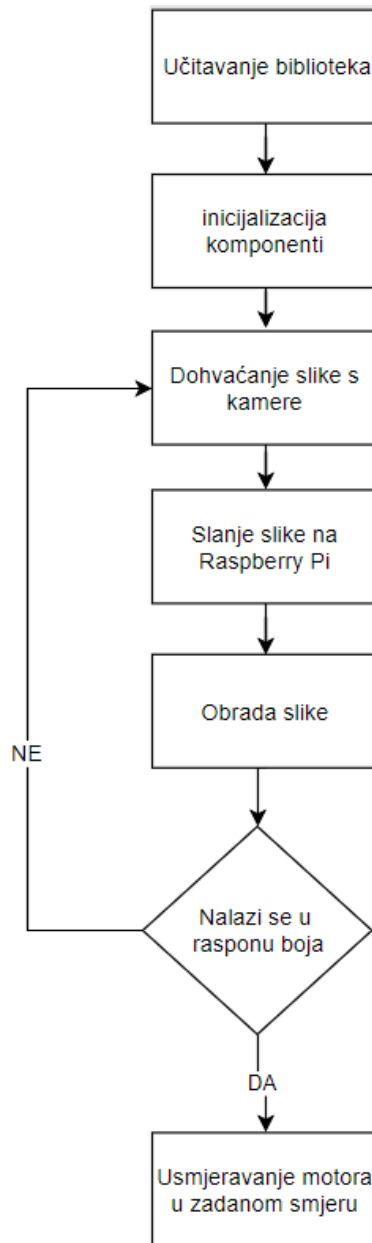 Učitavanje biblioteka
inicijalizacija
komponenti
Dohvaćanje slike s
kamere
Slanje slike na
Raspberry Pi
Obrada slike
NE
Nalazi se u
rasponu boja
DA
Usmjeravanje motora
u zadanom smjeru